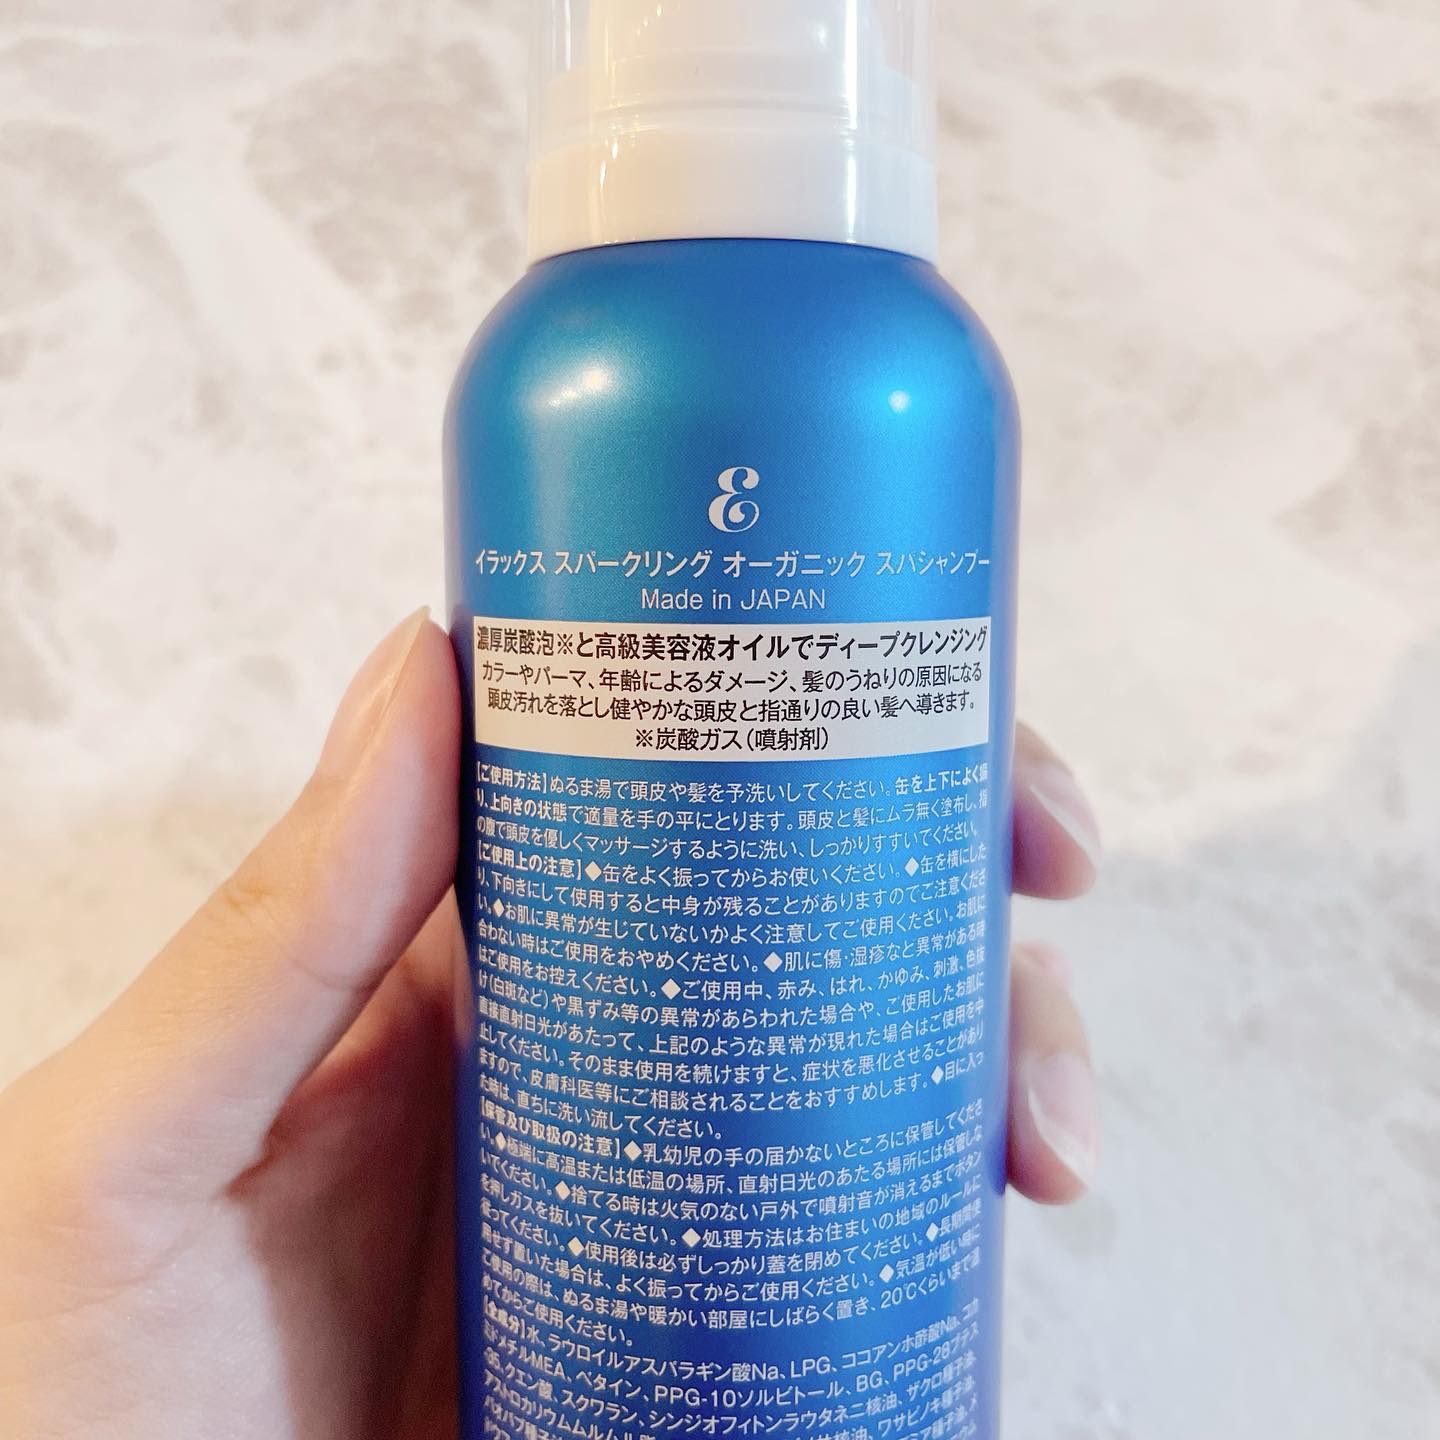 ε
イラックス スパークリング オーガニック スパシャンプー
Made in JAPAN
濃厚炭酸泡※と高級美容液オイルでディープクレンジング
カラーやパーマ、年齢によるダメージ、髪のうねりの原因になる
頭皮汚れを落とし健やかな頭皮と指通りの良い髪へ導きます。
※炭酸ガス(噴射剤)
【ご使用方法】ぬるま湯で頭皮や髪を予洗いしてください。缶を上下によく振
り、上向きの状態で適量を手の平にとります。頭皮と髪にムラ無く塗布し、指
の腹で頭皮を優しくマッサージするように洗い、しっかりすすいでください。
【ご使用上の注意】◆缶をよく振ってからお使いください。◆缶を横にした
り、下向きにして使用すると中身が残ることがありますのでご注意くださ
い。◆お肌に異常が生じていないかよく注意してご使用ください。お肌に
合わない時はご使用をおやめください。◆肌に傷・湿疹など異常がある時
はご使用をお控えください。◆ご使用中、赤み、はれ、かゆみ、刺激、色抜
け(白斑など)や黒ずみ等の異常があらわれた場合や、ご使用したお肌に
直接直射日光があたって、上記のような異常が現れた場合はご使用を中
止してください。そのまま使用を続けますと、症状を悪化させることがあり
ますので、皮膚科医等にご相談されることをおすすめします。◆目に入っ
た時は、直ちに洗い流してください。
【保管及び取扱の注意】◆乳幼児の手の届かないところに保管してくださ
い。◆極端に高温または低温の場所、直射日光のあたる場所には保管しな
いでください。◆捨てる時は火気のない戸外で噴射音が消えるまでボタン
を押しガスを抜いてください。◆処理方法はお住まいの地域のルールに
従ってください。◆使用後は必ずしっかり蓋を閉めてください。◆長期間使
用せず置いた場合は、よく振ってからご使用ください。◆気温が低い時に
ご使用の際は、ぬるま湯や暖かい部屋にしばらく置き、20℃くらいまで温
めてからご使用ください。
【全成分】水、ラウロイルアスパラギン酸Na、LPG、ココアンホ酢酸Na、コカ
ミドメチルMEA、ベタイン、PPG-10ソルビトール、BG、PPG-28ブテス
-35、クエン酸、スクワラン、シンジオフィトンラウタネニ核油、ザクロ種子油、
アストロカリウムムルムル脂、 核油、ワサビノキ種子油、
バオバブ種子油